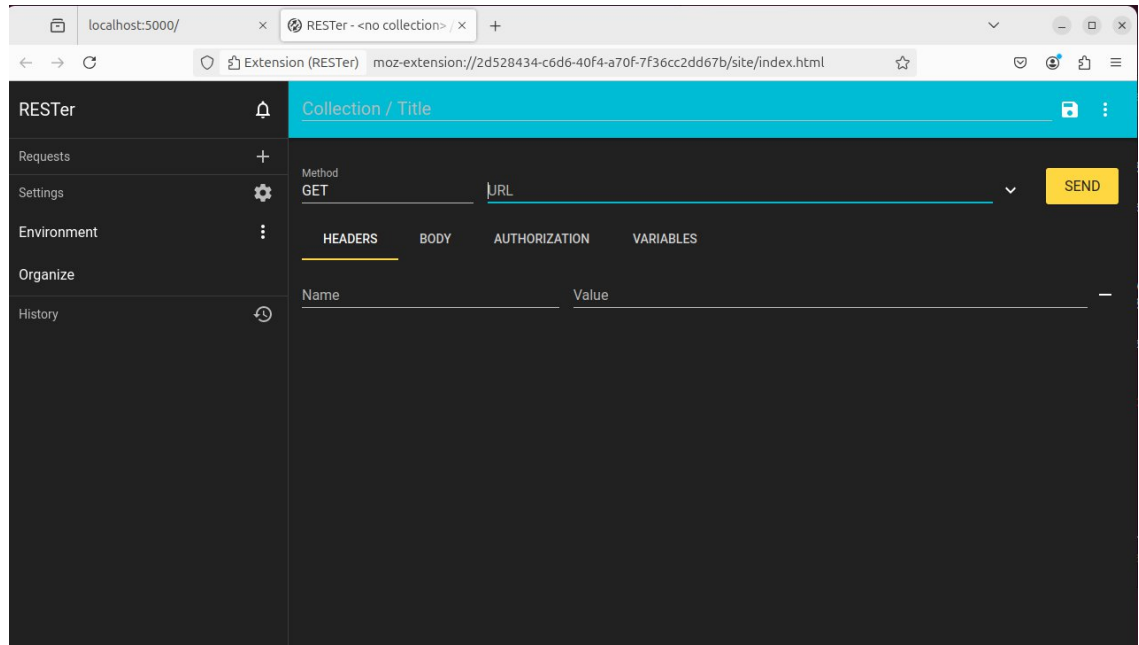 localhost:5000/
RESTer - <no collection> /
Extension (RESTer) moz-extension://2d528434-c6d6-40f4-a70f-7f36cc2dd67b/site/index.html
RESTer
Collection / Title
Requests
Settings
Environment
Organize
History
Method
GET
URL
SEND
HEADERS BODY AUTHORIZATION VARIABLES
Name Value